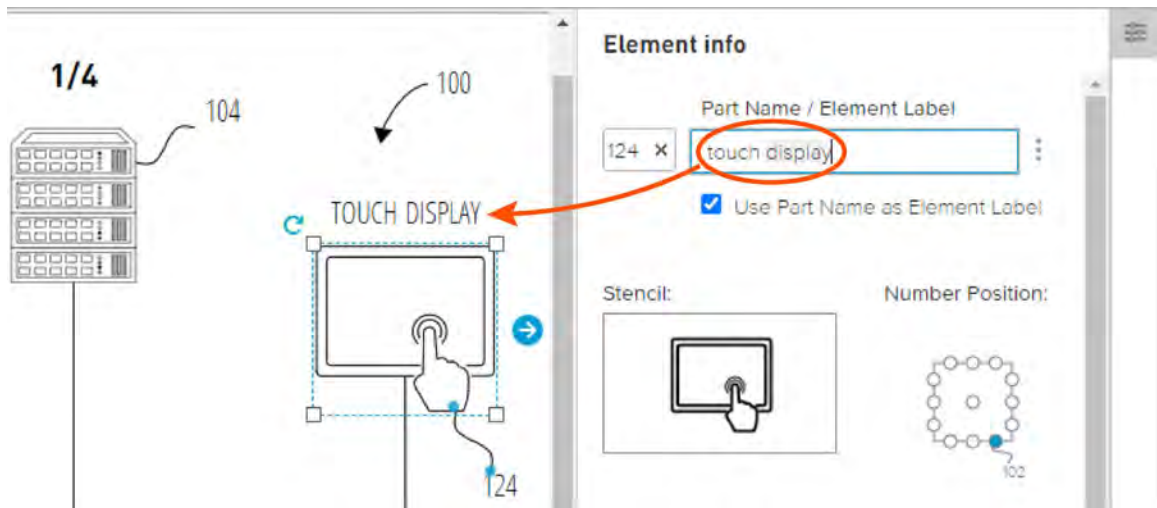 1/4
104
100
TOUCH DISPLAY
124
Element info
Part Name / Element Label
124 ×
touch display
Use Part Name as Element Label
Stencil:
Number Position:
102